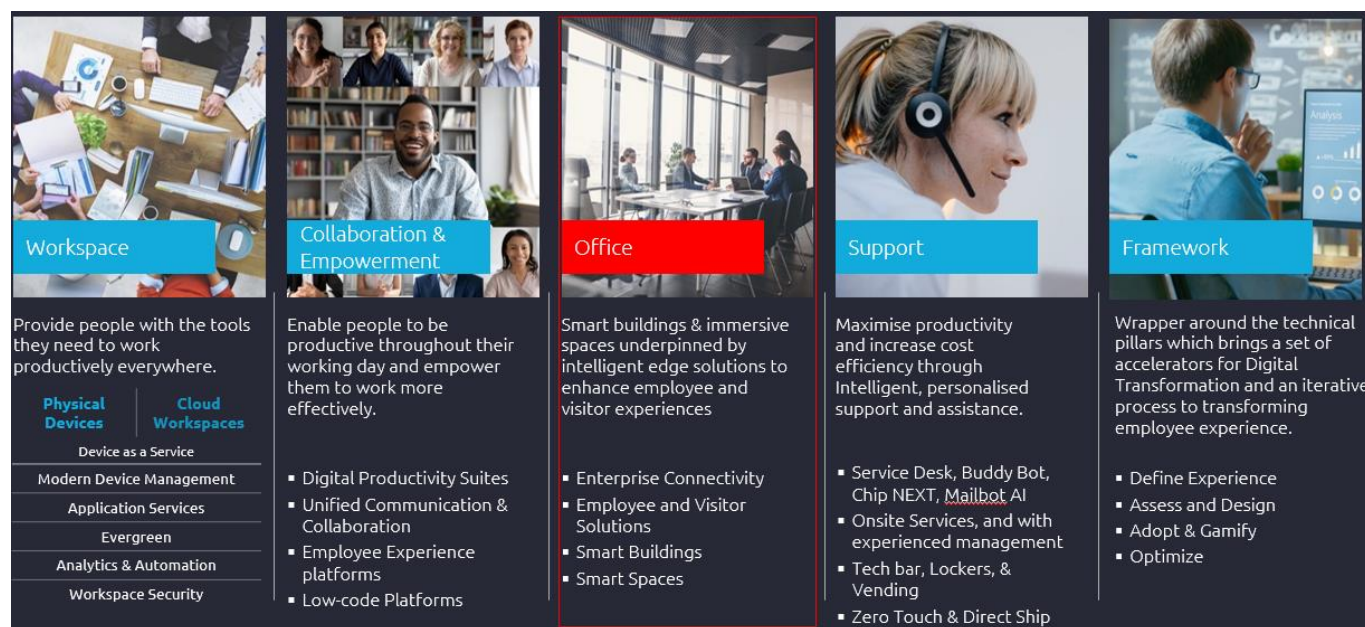 Workspace
Provide people with the tools
they need to work
productively everywhere.
Physical
Devices
Cloud
Workspaces
Device as a Service
Modern Device Management
Application Services
Evergreen
Analytics & Automation
Workspace Security
Collaboration &
Empowerment
Enable people to be
productive throughout their
working day and empower
them to work more
effectively.
▪ Digital Productivity Suites
▪ Unified Communication &
Collaboration
▪ Employee Experience
platforms
▪ Low-code Platforms
Office
Smart buildings & immersive
spaces underpinned by
intelligent edge solutions to
enhance employee and
visitor experiences
▪ Enterprise Connectivity
▪ Employee and Visitor
Solutions
▪ Smart Buildings
▪ Smart Spaces
Support
Maximise productivity
and increase cost
efficiency through
Intelligent, personalised
support and assistance.
▪ Service Desk, Buddy Bot,
Chip NEXT, Mailbot AI
▪ Onsite Services, and with
experienced management
▪ Tech bar, Lockers, &
Vending
▪ Zero Touch & Direct Ship
Analysis
Framework
Wrapper around the technical
pillars which brings a set of
accelerators for Digital
Transformation and an iterative
process to transforming
employee experience.
▪ Define Experience
▪ Assess and Design
▪ Adopt & Gamify
▪ Optimize